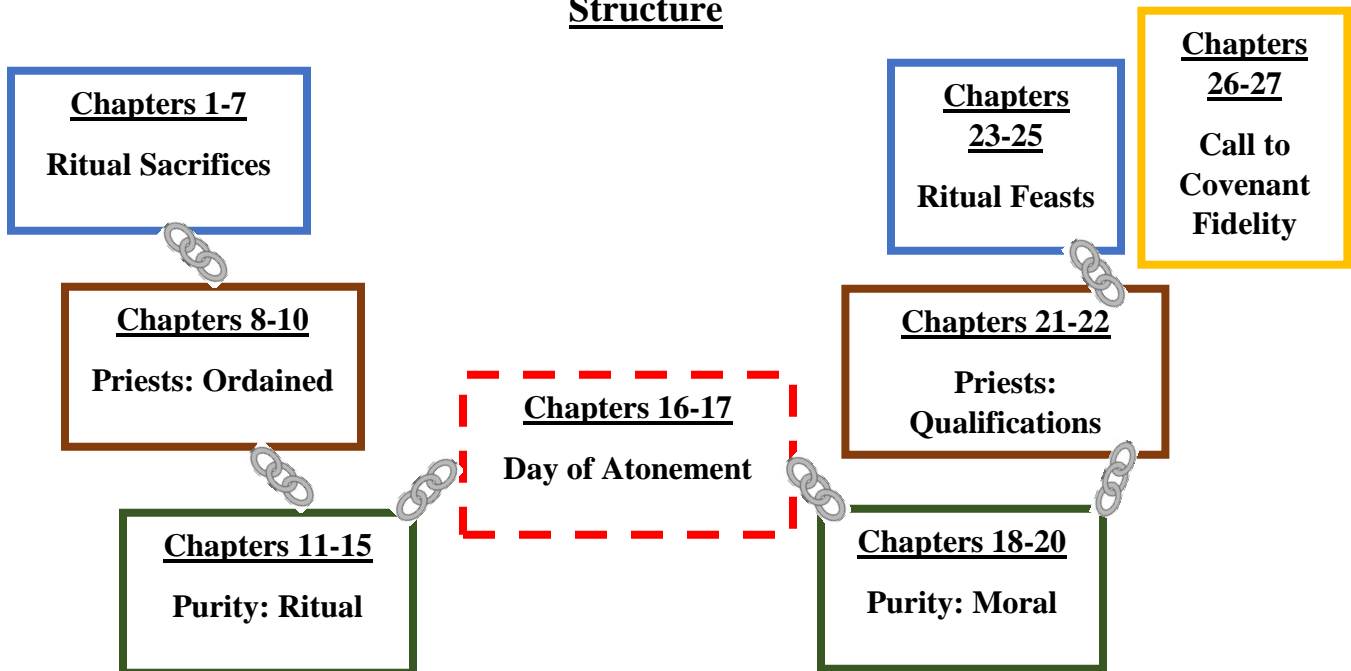 Structure
Chapters 1-7
Ritual Sacrifices
Chapters 8-10
Priests: Ordained
Chapters 11-15
Purity: Ritual
Chapters 16-17
Day of Atonement
Chapters 18-20
Purity: Moral
Chapters 21-22
Priests:
Qualifications
Chapters
23-25
Ritual Feasts
Chapters
26-27
Call to
Covenant
Fidelity